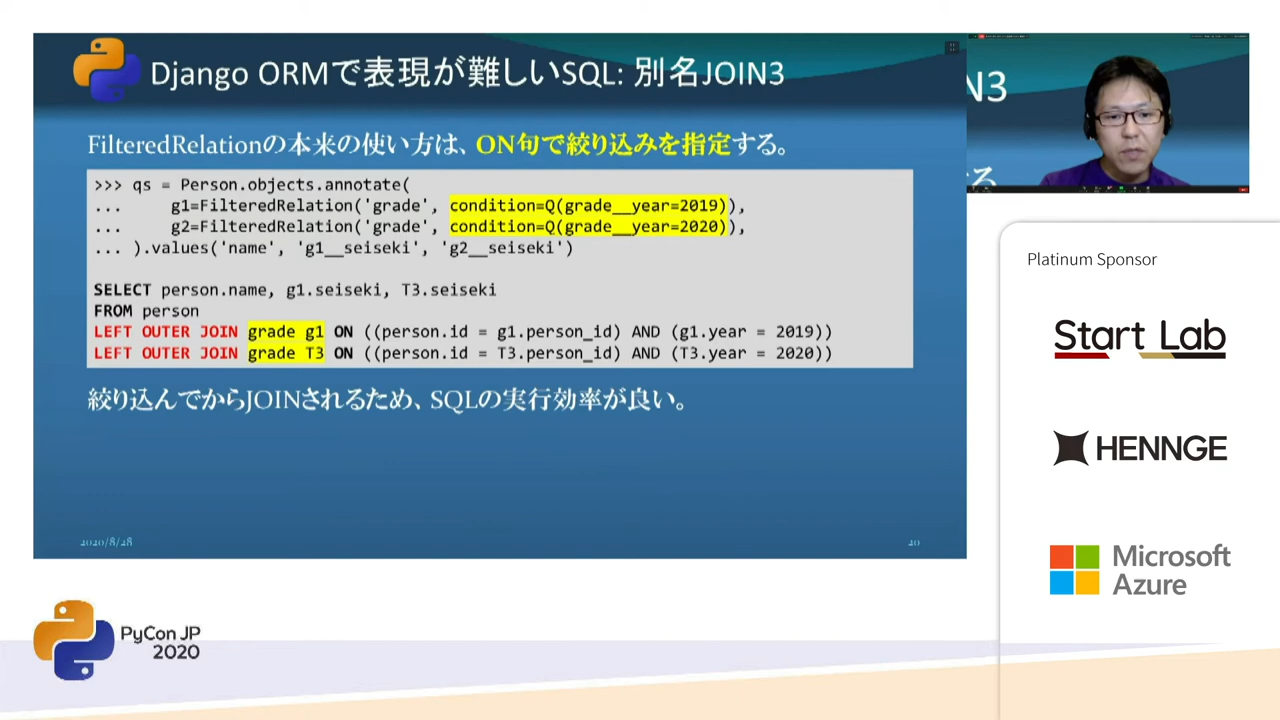 Django ORMで表現が難しいSQL: 別名JOIN3
FilteredRelationの本来の使い方は、ON句で絞り込みを指定する。
>>> qs = Person.objects.annotate(
... g1=FilteredRelation('grade', condition=Q(grade__year=2019)),
... g2=FilteredRelation('grade', condition=Q(grade__year=2020)),
... ).values('name', 'g1__seiseki', 'g2__seiseki')
SELECT person.name, g1.seiseki, T3.seiseki
FROM person
LEFT OUTER JOIN grade g1 ON ((person.id = g1.person_id) AND (g1.year = 2019))
LEFT OUTER JOIN grade T3 ON ((person.id = T3.person_id) AND (T3.year = 2020))
絞り込んでからJOINされるため、SQLの実行効率が良い。
2020/8/28
20
N3
Platinum Sponsor
Start Lab
HENNGE
Microsoft
Azure
PyCon JP
2020